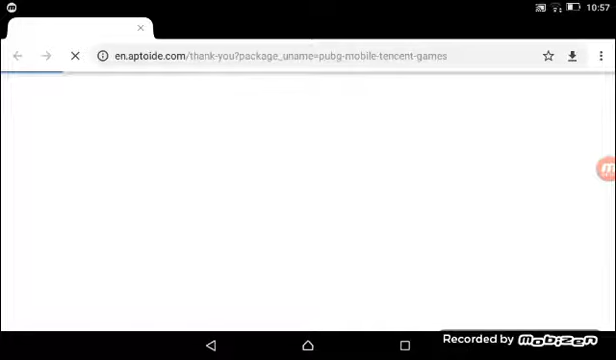 10:57
en.aptoide.com/thank-you?package_uname=pubg-mobile-tencent-games
Recorded by
MOBIZEN